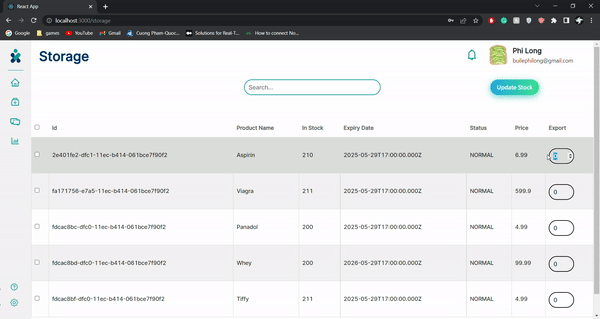 React App
localhost:3000/storage
Google
games
YouTube
Gmail
Cuong Pham-Quoc...
Solutions for Real-T...
How to connect No...
Storage
Phi Long
builephilong@gmail.com
Search...
Update Stock
Id Product Name In Stock Expiry Date Status Price Export
2e401fe2-dfc1-11ec-b414-061bce7f90f2 Aspirin 210 2025-05-29T17:00:00.000Z NORMAL 6.99 0
fa171756-e7a5-11ec-b414-061bce7f90f2 Viagra 211 2025-05-29T17:00:00.000Z NORMAL 599.9 0
fdcac8bc-dfc0-11ec-b414-061bce7f90f2 Panadol 200 2025-05-29T17:00:00.000Z NORMAL 4.99 0
fdcac8bd-dfc0-11ec-b414-061bce7f90f2 Whey 200 2026-05-29T17:00:00.000Z NORMAL 99.99 0
fdcac8bf-dfc0-11ec-b414-061bce7f90f2 Tiffy 211 2025-05-29T17:00:00.000Z NORMAL 4.99 0